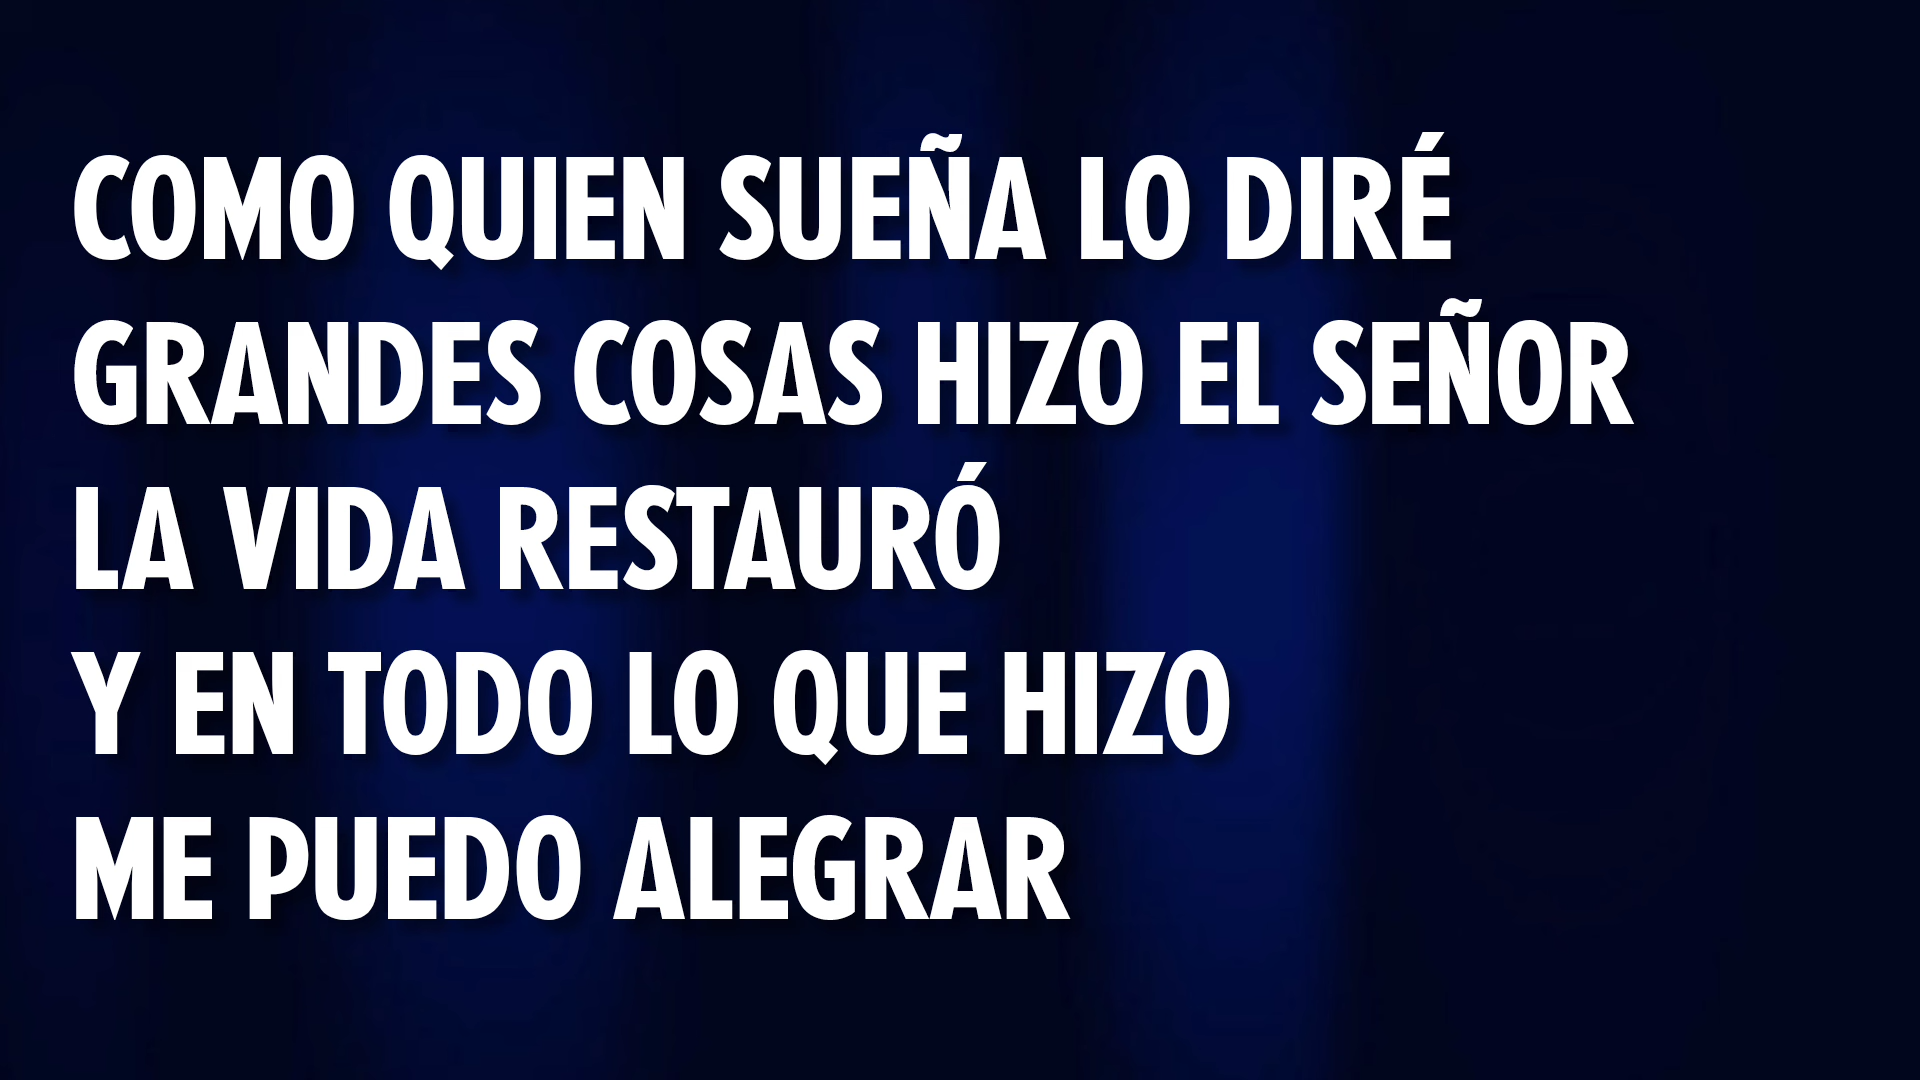 COMO QUIEN SUEÑA LO DIRÉ
GRANDES COSAS HIZO EL SEÑOR
LA VIDA RESTAURÓ
Y EN TODO LO QUE HIZO
ME PUEDO ALEGRAR